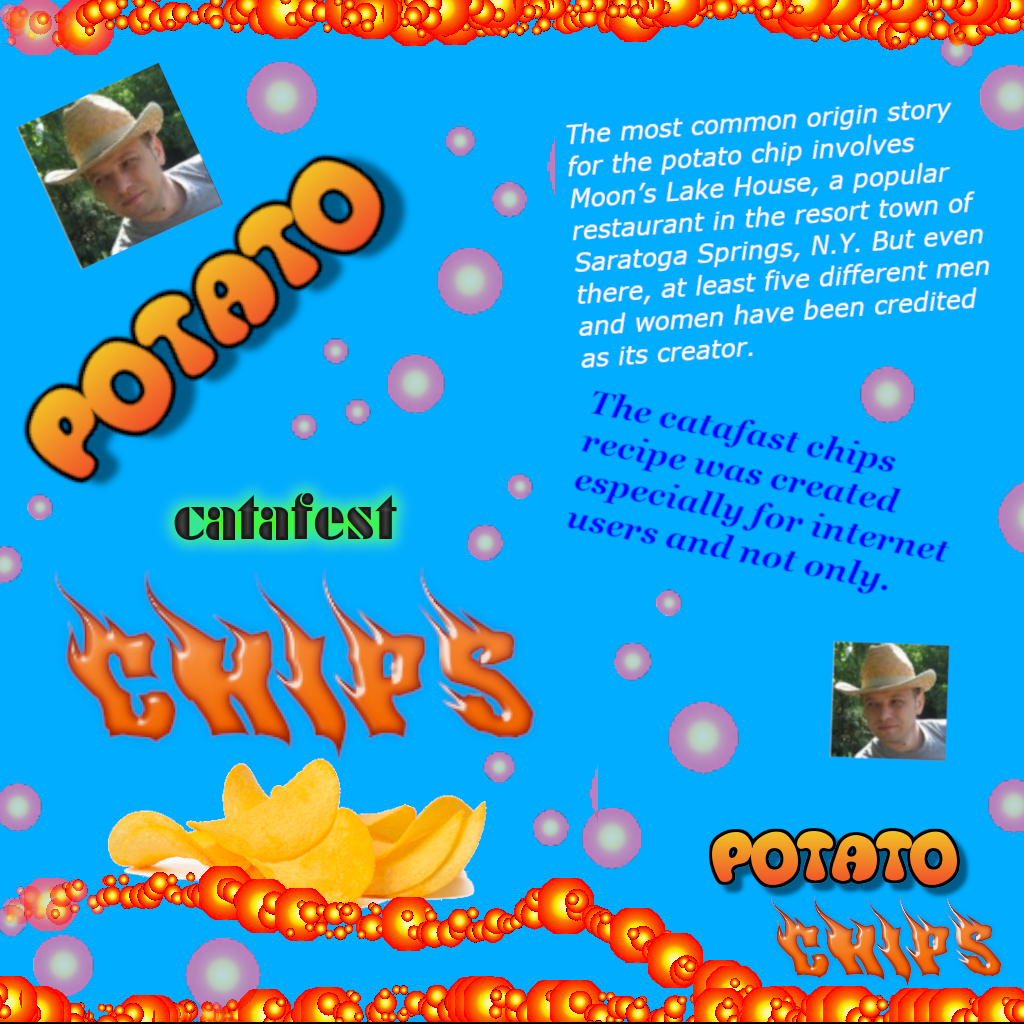 POTATO
catafest
CHIPS
The most common origin story
for the potato chip involves
Moon’s Lake House, a popular
restaurant in the resort town of
Saratoga Springs, N.Y. But even
there, at least five different men
and women have been credited
as its creator.
The catafast chips
recipe was created
especially for internet
users and not only.
POTATO
CHIPS